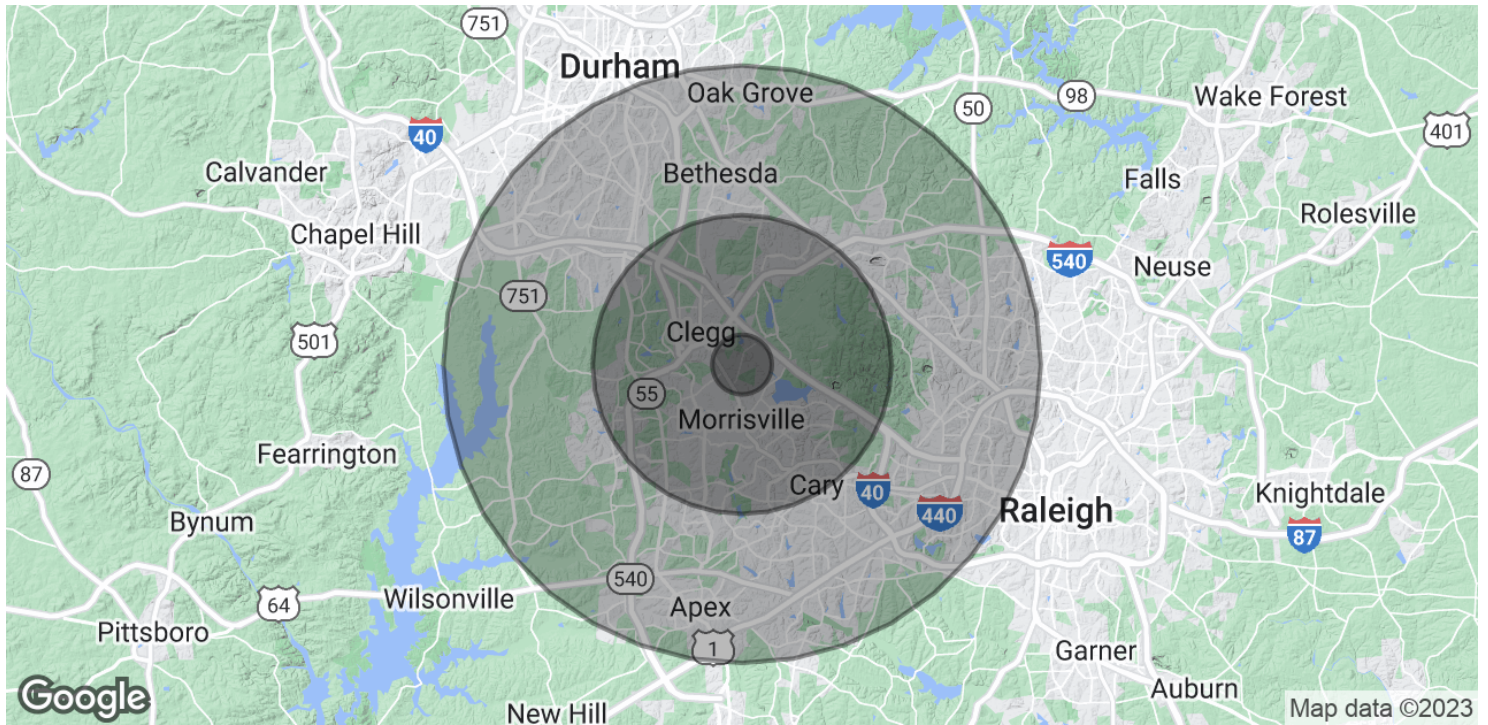 751
Durham
Oak Grove
50
98
Wake Forest
401
40
Calvander
Bethesda
Falls
Rolesville
Chapel Hill
540
Neuse
751
501
Clegg
55
Morrisville
Fearrington
87
Cary
40
440
Raleigh
Knightdale
87
Bynum
540
Wilsonville
Apex
64
Pittsboro
1
Garner
Auburn
New Hill
Google
Map data ©2023